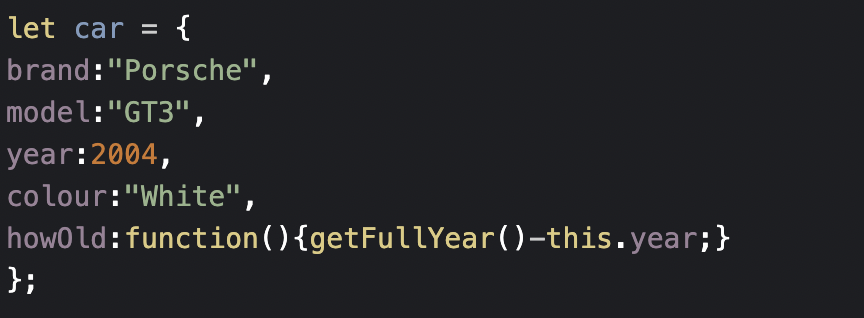 let car = {
brand:"Porsche",
model:"GT3",
year:2004,
colour:"White",
howOld:function(){getFullYear()-this.year;}
};